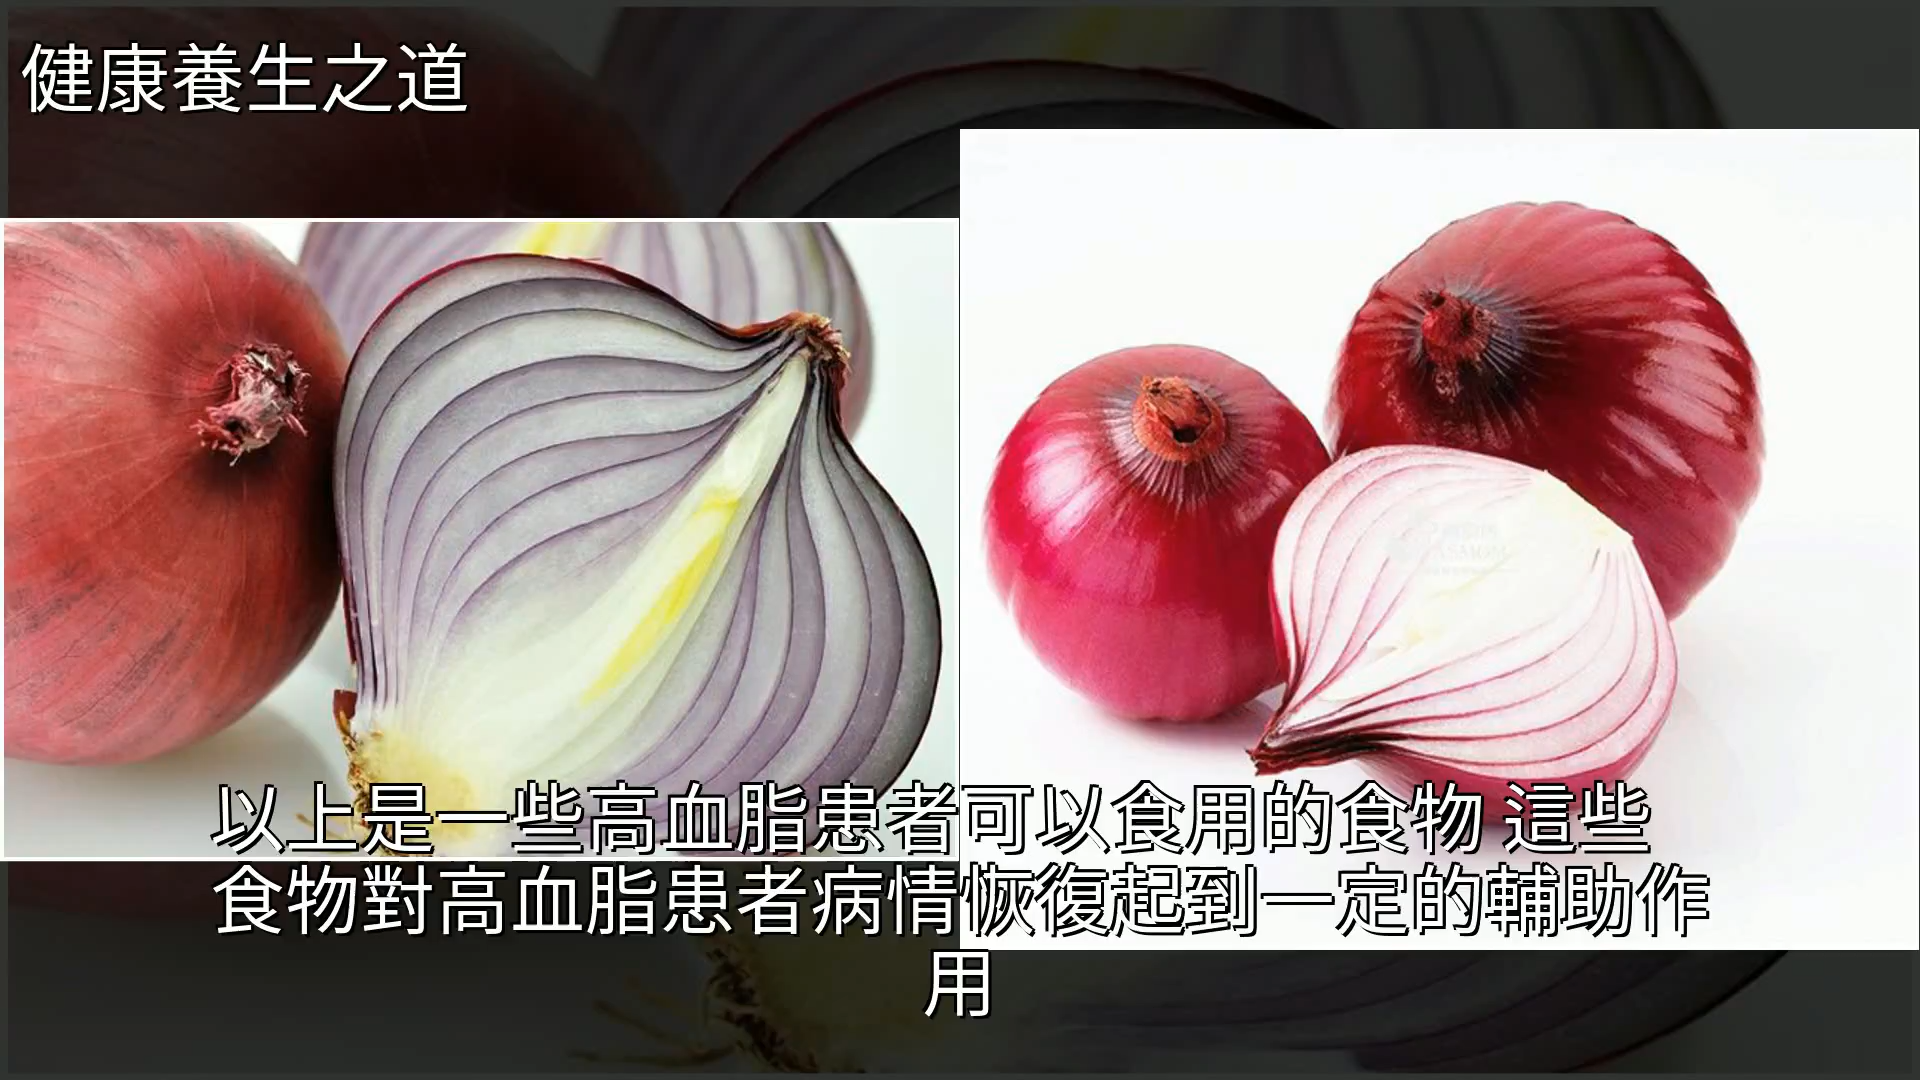 健康養生之道
以上是一些高血脂患者可以食用的食物 這些
食物對高血脂患者病情恢復起到一定的輔助作
用